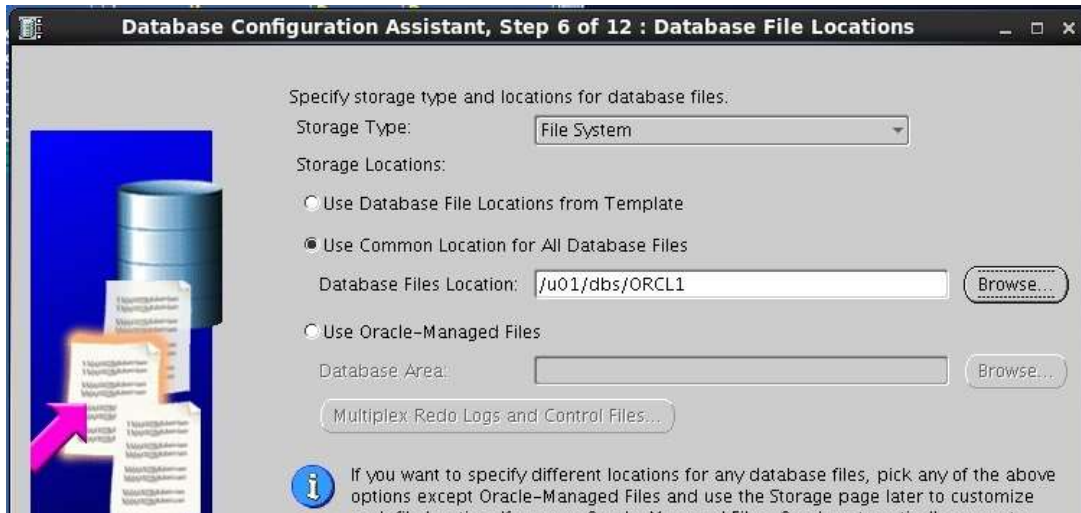 Database Configuration Assistant, Step 6 of 12 : Database File Locations
Specify storage type and locations for database files.
Storage Type:
File System
Storage Locations:
Use Database File Locations from Template
Use Common Location for All Database Files
Database Files Location:
/u01/dbs/ORCL1
Browse...
Use Oracle-Managed Files
Database Area:
Browse...
Multiplex Redo Logs and Control Files...
If you want to specify different locations for any database files, pick any of the above
options except Oracle-Managed Files and use the Storage page later to customize